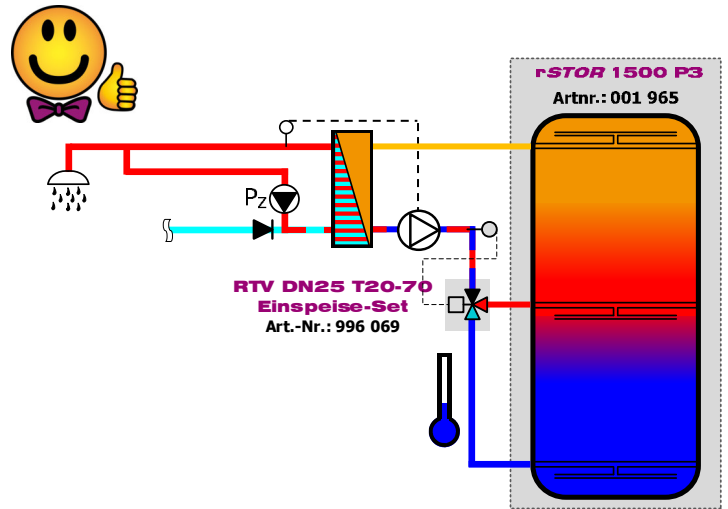 rSTOR 1500 P3
Artnr.: 001 965
PZ
RTV DN25 T20-70
Einspeise-Set
Art.-Nr.: 996 069